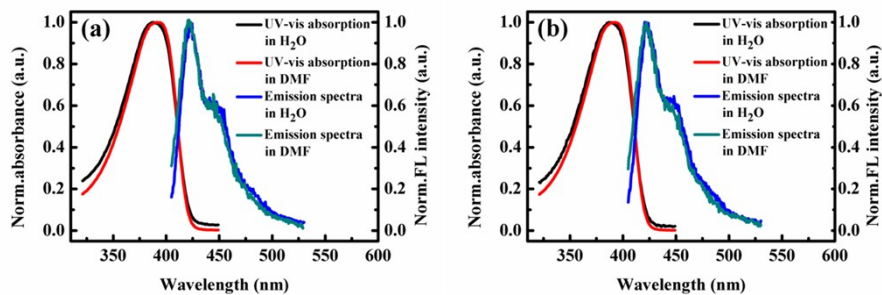 (a)
UV-vis absorption
in H₂O
UV-vis absorption
in DMF
Emission spectra
in H₂O
Emission spectra
in DMF
Norm.absorbance (a.u.)
1.0
0.8
0.6
0.4
0.2
0.0
Norm.FL intensity (a.u.)
1.0
0.8
0.6
0.4
0.2
0.0
350 400 450 500 550 600
Wavelength (nm)
(b)
UV-vis absorption
in H₂O
UV-vis absorption
in DMF
Emission spectra
in H₂O
Emission spectra
in DMF
Norm.absorbance (a.u.)
1.0
0.8
0.6
0.4
0.2
0.0
Norm.FL intensity (a.u.)
1.0
0.8
0.6
0.4
0.2
0.0
350 400 450 500 550 600
Wavelength (nm)